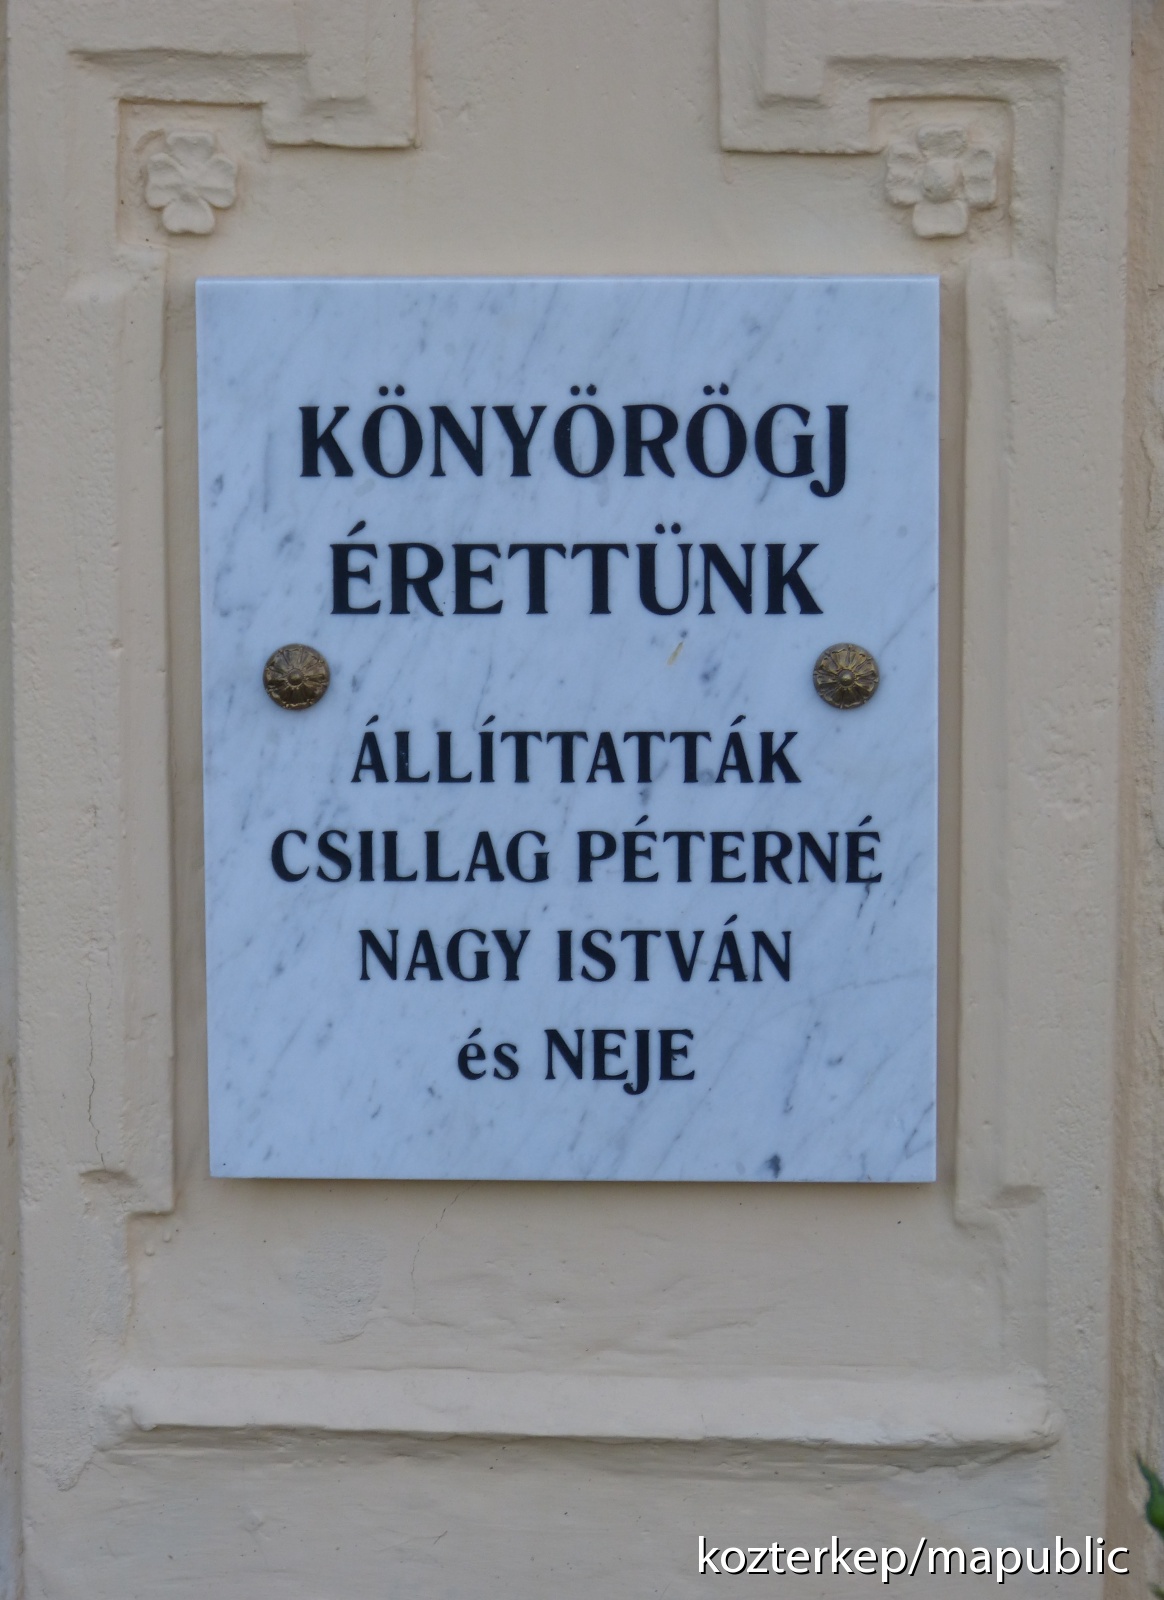 KÖNYÖRÖGJ
ÉRETTÜNK
ÁLLÍTTATTÁK
CSILLAG PÉTERNÉ
NAGY ISTVÁN
és NEJE
kozterkep/mapublic